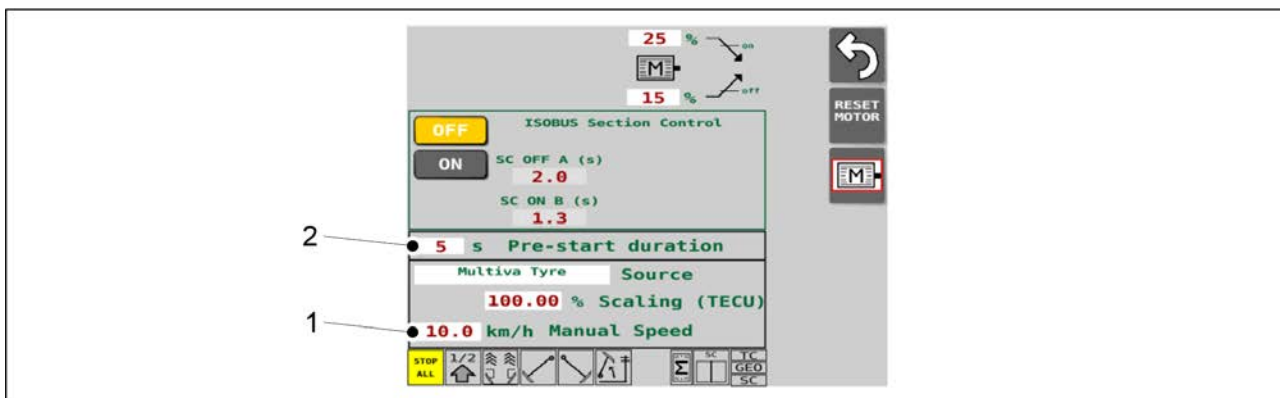 25 % on
M
15 % off
RESET
MOTOR
OFF
ISOBUS Section Control
ON
SC OFF A (s)
2.0
M
SC ON B (s)
1.3
2
5 s Pre-start duration
Multiva Tyre Source
100.00 % Scaling (TECU)
1
10.0 km/h Manual Speed
STOP
ALL
1/2
Σ
SC
TC
GEO
SC